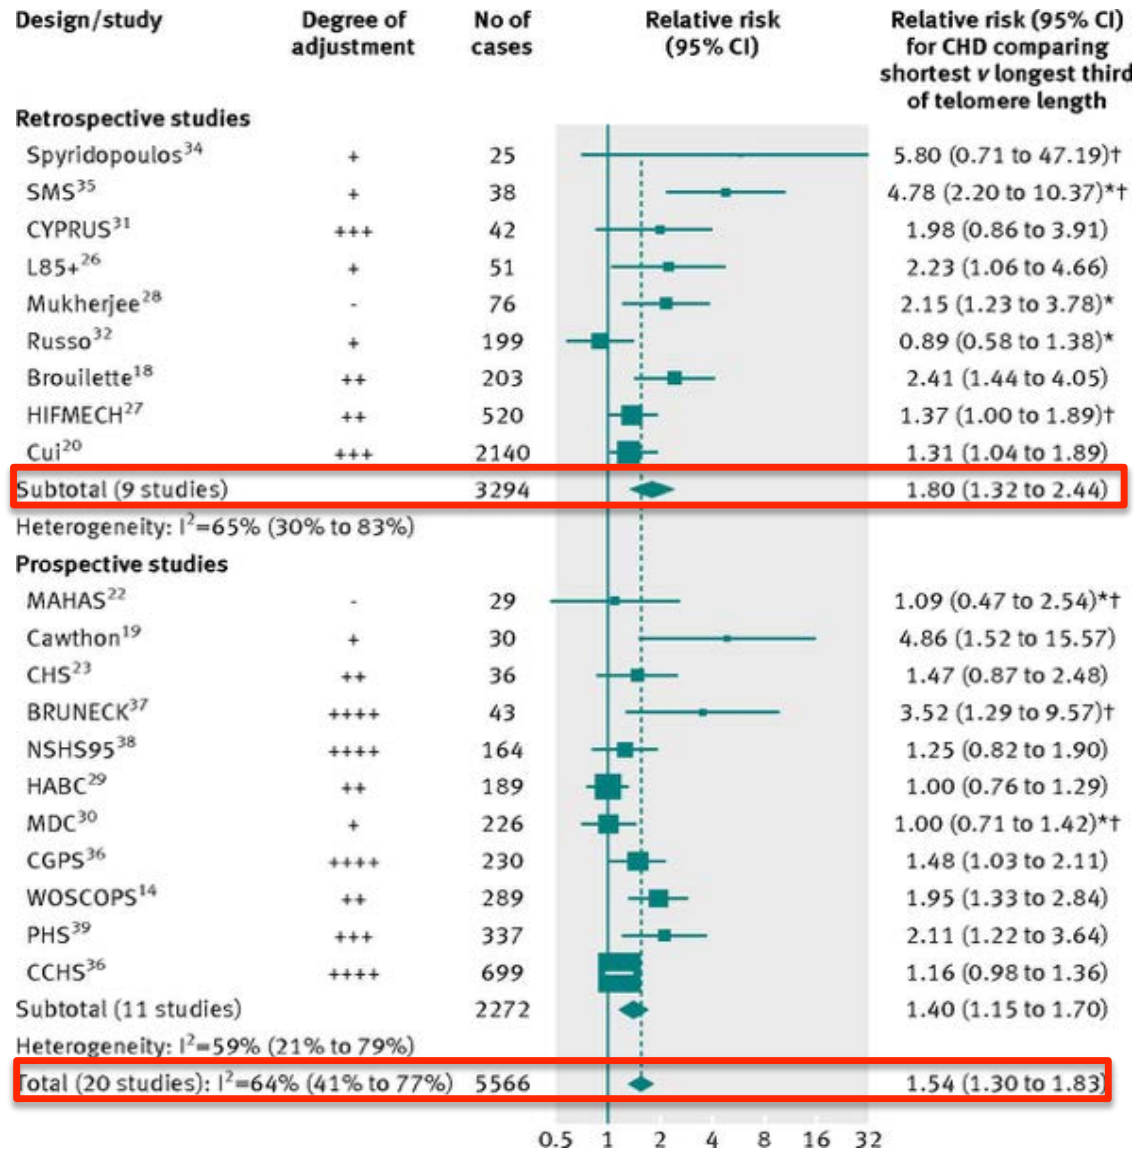 Design/study Degree of adjustment No of cases Relative risk (95% CI) Relative risk (95% CI) for CHD comparing shortest v longest third of telomere length
Retrospective studies
Spyridopoulos34 + 25 5.80 (0.71 to 47.19)†
SMS35 + 38 4.78 (2.20 to 10.37)*†
CYPRUS31 +++ 42 1.98 (0.86 to 3.91)
L85+26 + 51 2.23 (1.06 to 4.66)
Mukherjee28 - 76 2.15 (1.23 to 3.78)*
Russo32 + 199 0.89 (0.58 to 1.38)*
Brouilette18 ++ 203 2.41 (1.44 to 4.05)
HIFMECH27 ++ 520 1.37 (1.00 to 1.89)†
Cui20 +++ 2140 1.31 (1.04 to 1.89)
Subtotal (9 studies) 3294 1.80 (1.32 to 2.44)
Heterogeneity: I2=65% (30% to 83%)
Prospective studies
MAHAS22 - 29 1.09 (0.47 to 2.54)*†
Cawthon19 + 30 4.86 (1.52 to 15.57)
CHS23 ++ 36 1.47 (0.87 to 2.48)
BRUNECK37 ++++ 43 3.52 (1.29 to 9.57)†
NSHS9538 ++++ 164 1.25 (0.82 to 1.90)
HABC29 ++ 189 1.00 (0.76 to 1.29)
MDC30 + 226 1.00 (0.71 to 1.42)*†
CGPS36 ++++ 230 1.48 (1.03 to 2.11)
WOSCOPS14 ++ 289 1.95 (1.33 to 2.84)
PHS39 +++ 337 2.11 (1.22 to 3.64)
CCHS36 ++++ 699 1.16 (0.98 to 1.36)
Subtotal (11 studies) 2272 1.40 (1.15 to 1.70)
Heterogeneity: I2=59% (21% to 79%)
Total (20 studies): I2=64% (41% to 77%) 5566 1.54 (1.30 to 1.83)
0.5 1 2 4 8 16 32